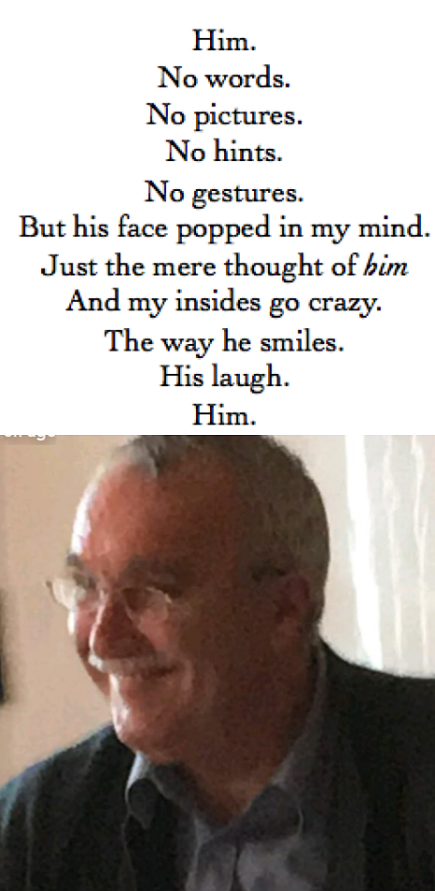 Him.
No words.
No pictures.
No hints.
No gestures.
But his face popped in my mind.
Just the mere thought of him
And my insides go crazy.
The way he smiles.
His laugh.
Him.